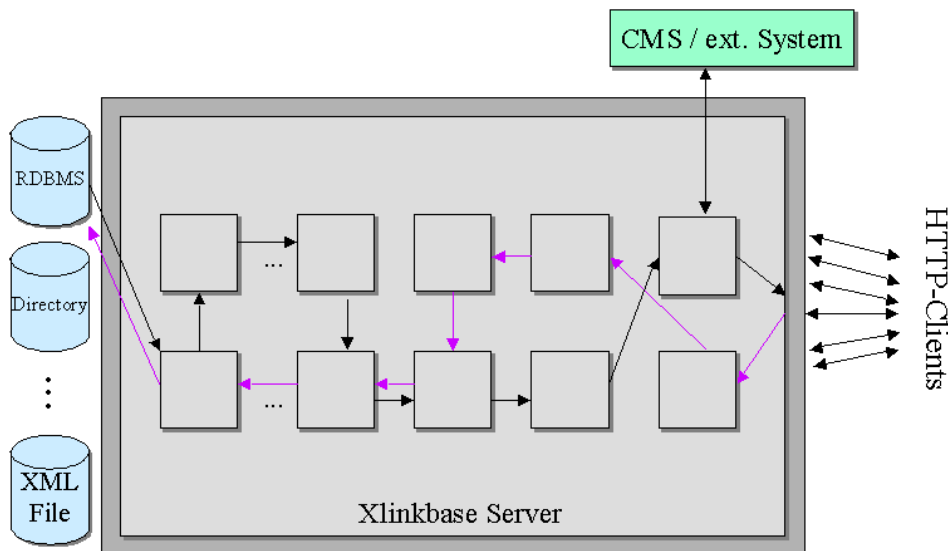 CMS / ext. System
RDBMS
Directory
...
XML
File
...
...
Xlinkbase Server
HTTP-Clients